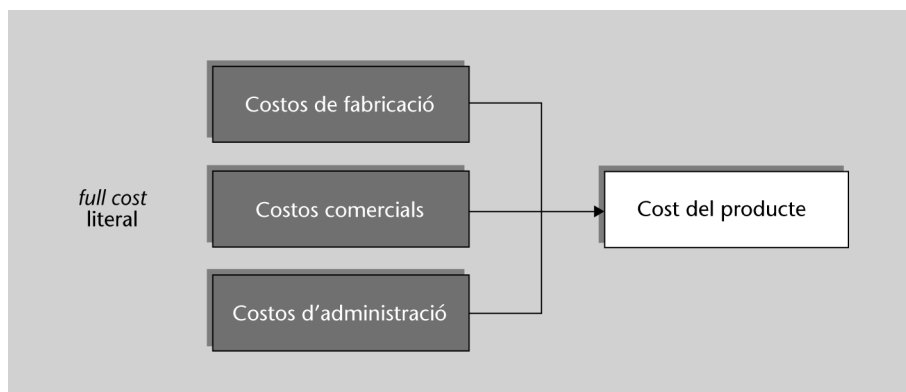 Costos de fabricació
full cost
literal
Costos comercials
Cost del producte
Costos d’administració